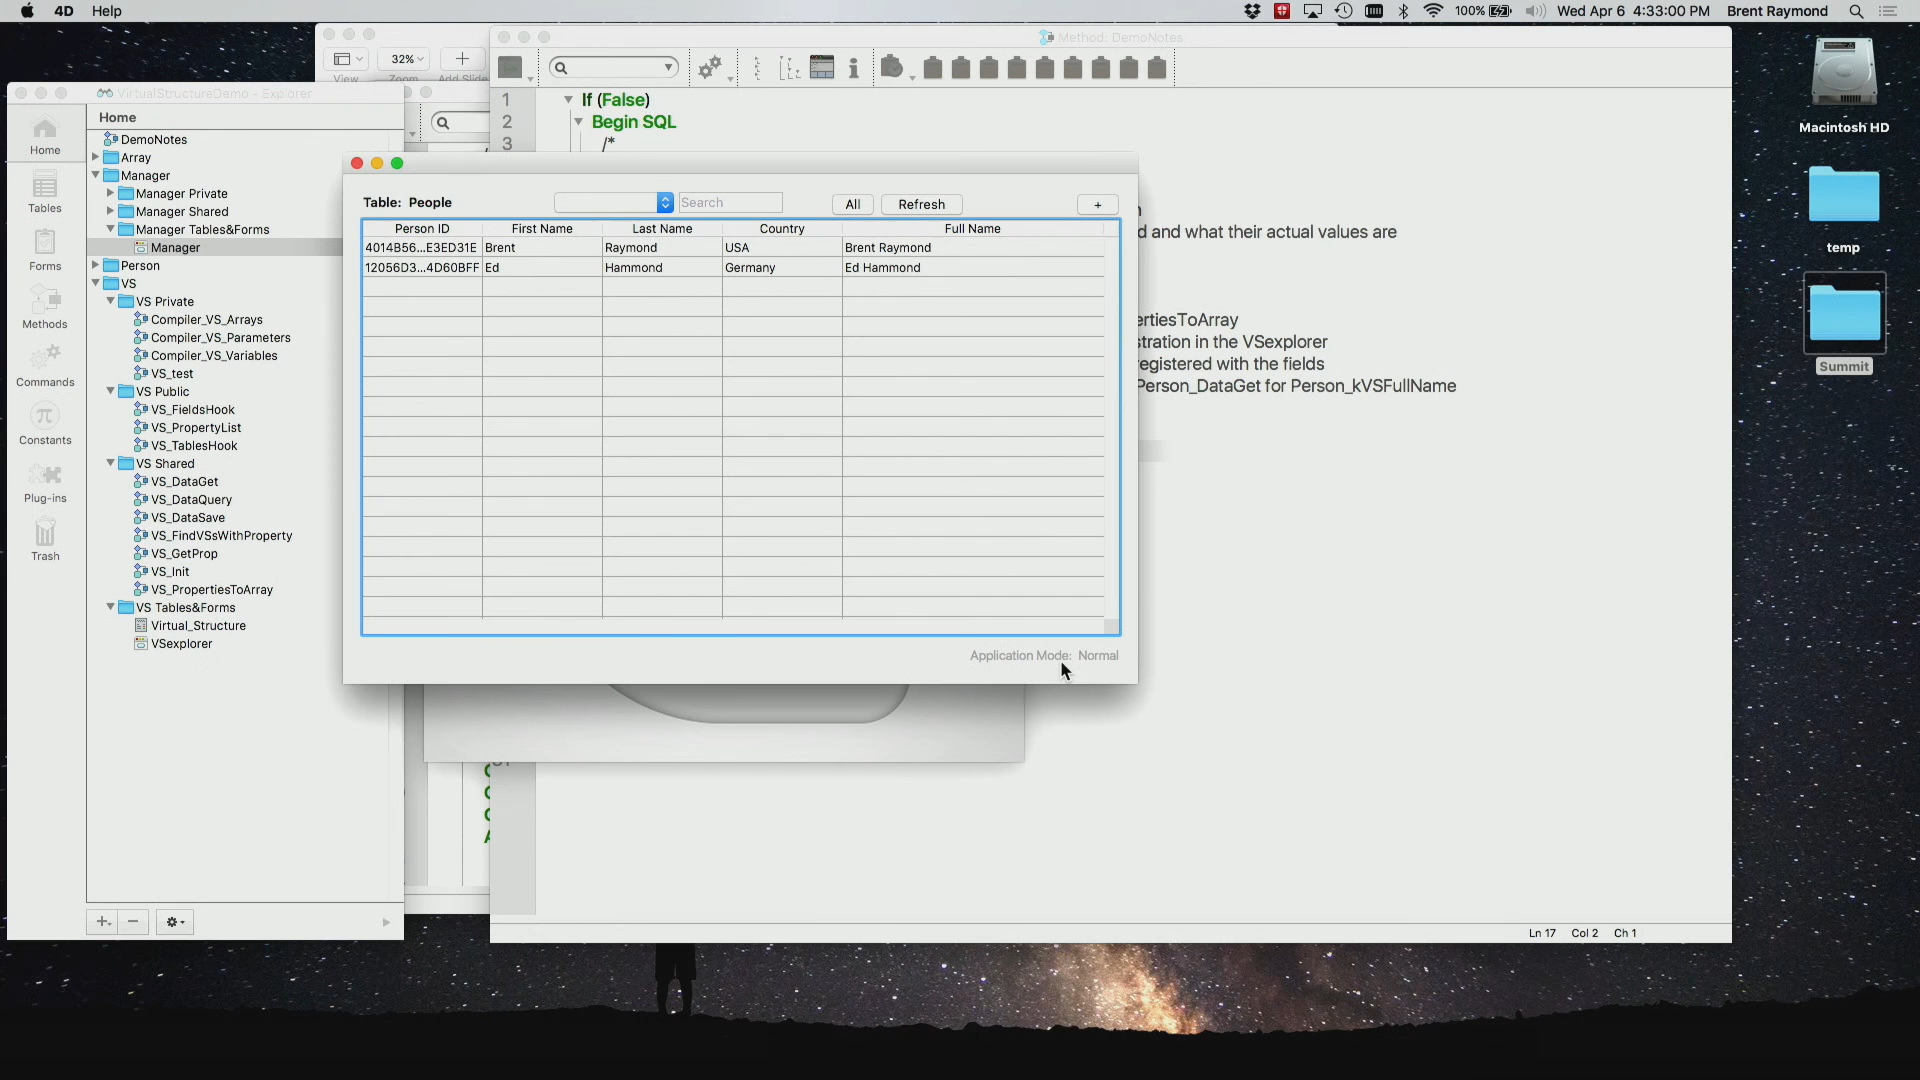 4D Help
100% Wed Apr 6 4:33:00 PM Brent Raymond
Method: DemoNotes
32%
View Zoom Add Slide
VirtualStructureDemo - Explorer
Home
Home
Tables
Forms
Methods
Commands
Constants
Plug-ins
Trash
DemoNotes
Array
Manager
Manager Private
Manager Shared
Manager Tables&Forms
Manager
Person
VS
VS Private
Compiler_VS_Arrays
Compiler_VS_Parameters
Compiler_VS_Variables
VS_test
VS Public
VS_FieldsHook
VS_PropertyList
VS_TablesHook
VS Shared
VS_DataGet
VS_DataQuery
VS_DataSave
VS_FindVSsWithProperty
VS_GetProp
VS_Init
VS_PropertiesToArray
VS Tables&Forms
Virtual_Structure
VSexplorer
1 If (False)
2 Begin SQL
3 /*
d and what their actual values are
ertiesToArray
stration in the VSexplorer
egistered with the fields
Person_DataGet for Person_kVSFullName
Table: People Search All Refresh +
Person ID First Name Last Name Country Full Name
4014B56...E3ED31E Brent Raymond USA Brent Raymond
12056D3...4D60BFF Ed Hammond Germany Ed Hammond
Application Mode: Normal
Ln 17 Col 2 Ch 1
Macintosh HD
temp
Summit